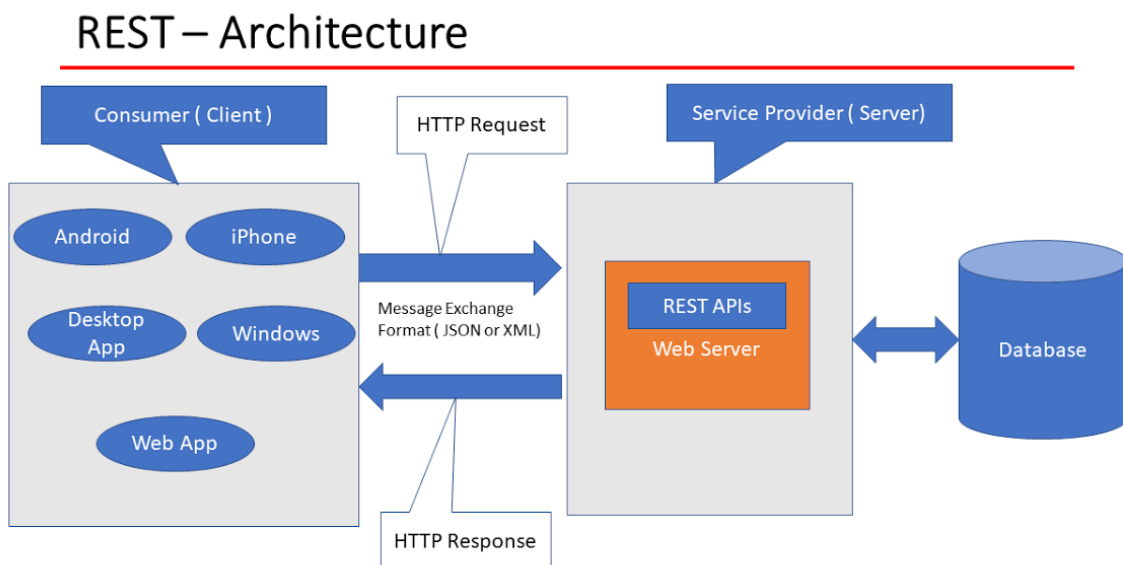 REST – Architecture
Consumer ( Client )
HTTP Request
Service Provider ( Server)
Android
iPhone
Desktop
App
Windows
Web App
Message Exchange
Format ( JSON or XML)
REST APIs
Web Server
Database
HTTP Response